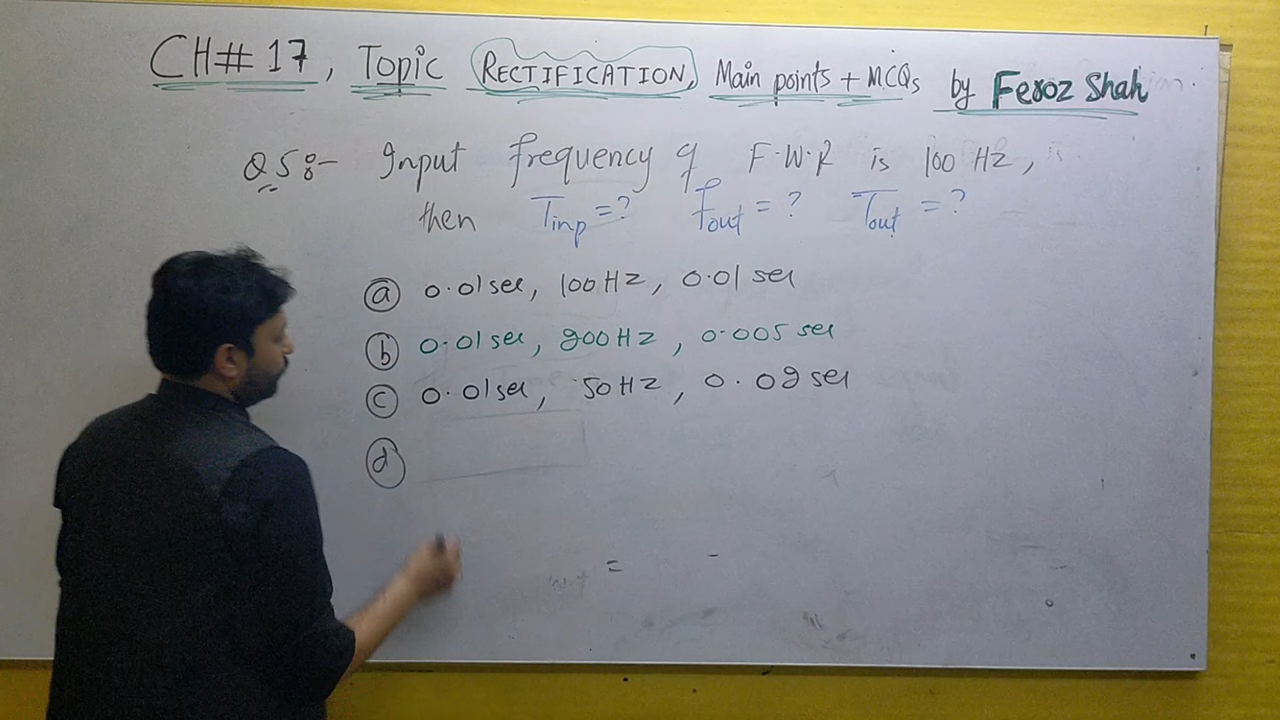 CH# 17, Topic RECTIFICATION, Main points + MCQs by Feroz Shah
Q5:- Input frequency of F.W.R is 100 Hz,
then Tinp=? fout = ? Tout = ?
(a) 0.01 sec, 100 Hz, 0.01 sec
(b) 0.01 sec, 200 Hz, 0.005 sec
(c) 0.01 sec, 50 Hz, 0.02 sec
(d)